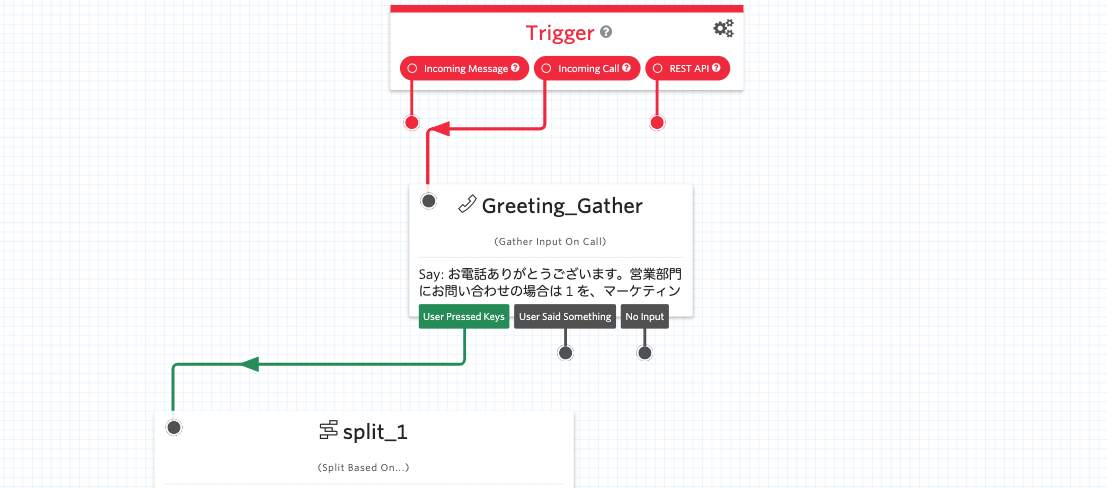 Trigger
Incoming Message
Incoming Call
REST API
Greeting_Gather
(Gather Input On Call)
Say: お電話ありがとうございます。営業部門
にお問い合わせの場合は 1 を、マーケティン
User Pressed Keys
User Said Something
No Input
split_1
(Split Based On...)